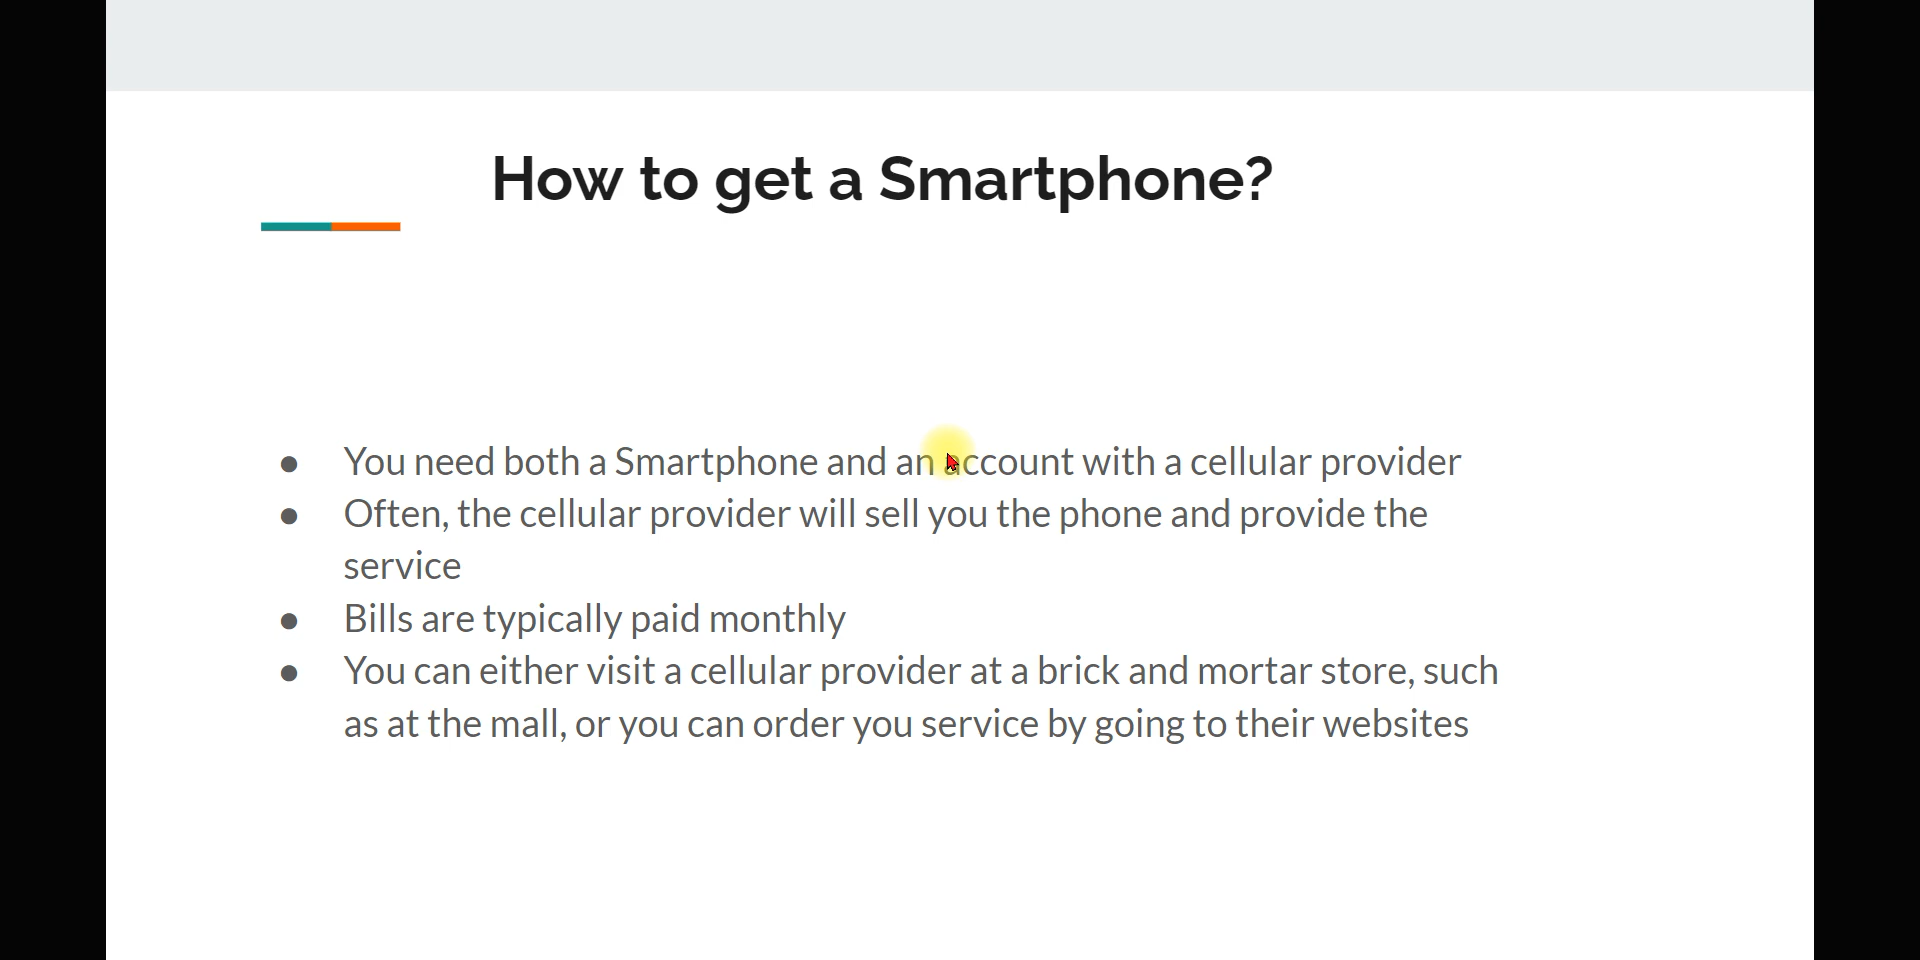 How to get a Smartphone?
● You need both a Smartphone and an account with a cellular provider
● Often, the cellular provider will sell you the phone and provide the
service
● Bills are typically paid monthly
● You can either visit a cellular provider at a brick and mortar store, such
as at the mall, or you can order you service by going to their websites